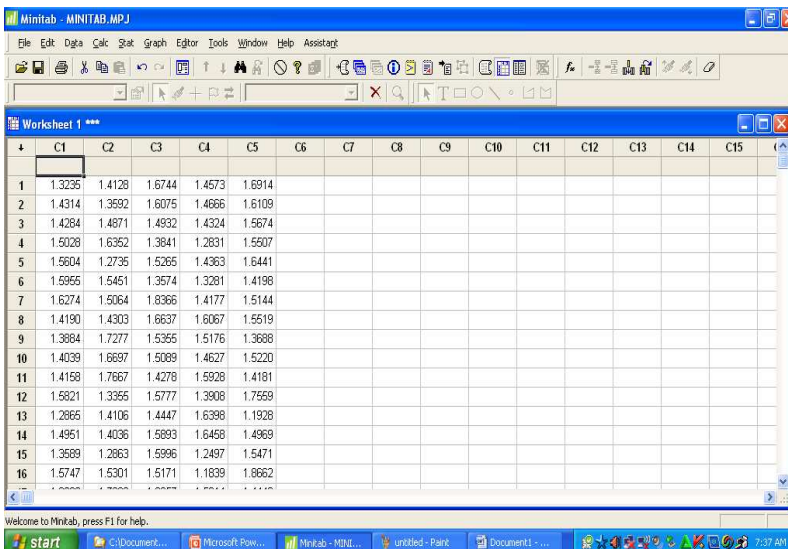 Minitab - MINITAB.MPJ
File Edit Data Calc Stat Graph Editor Tools Window Help Assistant
Worksheet 1 ***
C1 C2 C3 C4 C5 C6 C7 C8 C9 C10 C11 C12 C13 C14 C15
1 1.3235 1.4128 1.6744 1.4573 1.6914
2 1.4314 1.3592 1.6075 1.4666 1.6109
3 1.4284 1.4871 1.4932 1.4324 1.5674
4 1.5028 1.6352 1.3841 1.2831 1.5507
5 1.5604 1.2735 1.5265 1.4363 1.6441
6 1.5955 1.5451 1.3574 1.3281 1.4198
7 1.6274 1.5064 1.8366 1.4177 1.5144
8 1.4190 1.4303 1.6637 1.6067 1.5519
9 1.3884 1.7277 1.5355 1.5176 1.3688
10 1.4039 1.6697 1.5089 1.4627 1.5220
11 1.4158 1.7667 1.4278 1.5928 1.4181
12 1.5821 1.3355 1.5777 1.3908 1.7559
13 1.2865 1.4106 1.4447 1.6398 1.1928
14 1.4951 1.4036 1.5893 1.6458 1.4969
15 1.3589 1.2863 1.5996 1.2497 1.5471
16 1.5747 1.5301 1.5171 1.1839 1.8662
Welcome to Minitab, press F1 for help.
start C:\Document... Microsoft Pow... Minitab - MINI... untitled - Paint Document1 - ... 7:37 AM